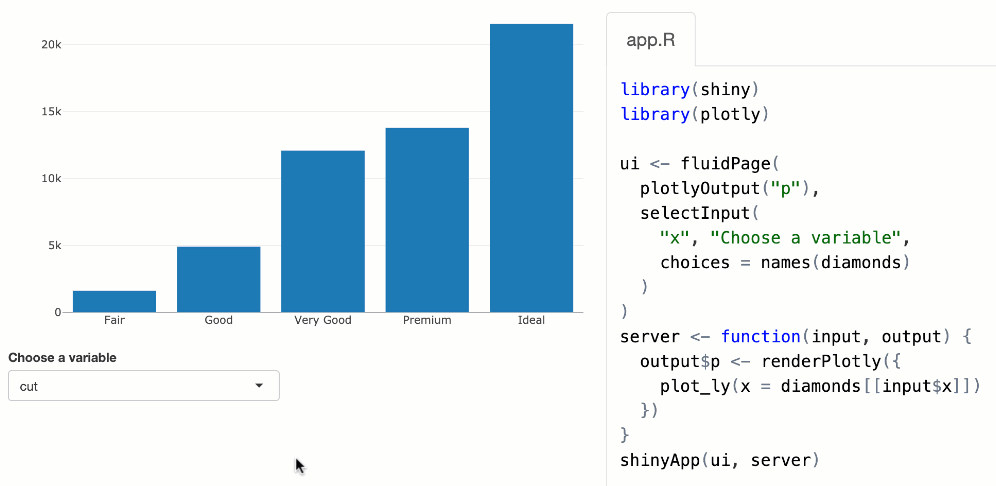 20k
15k
10k
5k
0
Fair Good Very Good Premium Ideal
Choose a variable
cut
app.R
library(shiny)
library(plotly)
ui <- fluidPage(
  plotlyOutput("p"),
  selectInput(
    "x", "Choose a variable",
    choices = names(diamonds)
  )
)
server <- function(input, output) {
  output$p <- renderPlotly({
    plot_ly(x = diamonds[[input$x]])
  })
}
shinyApp(ui, server)